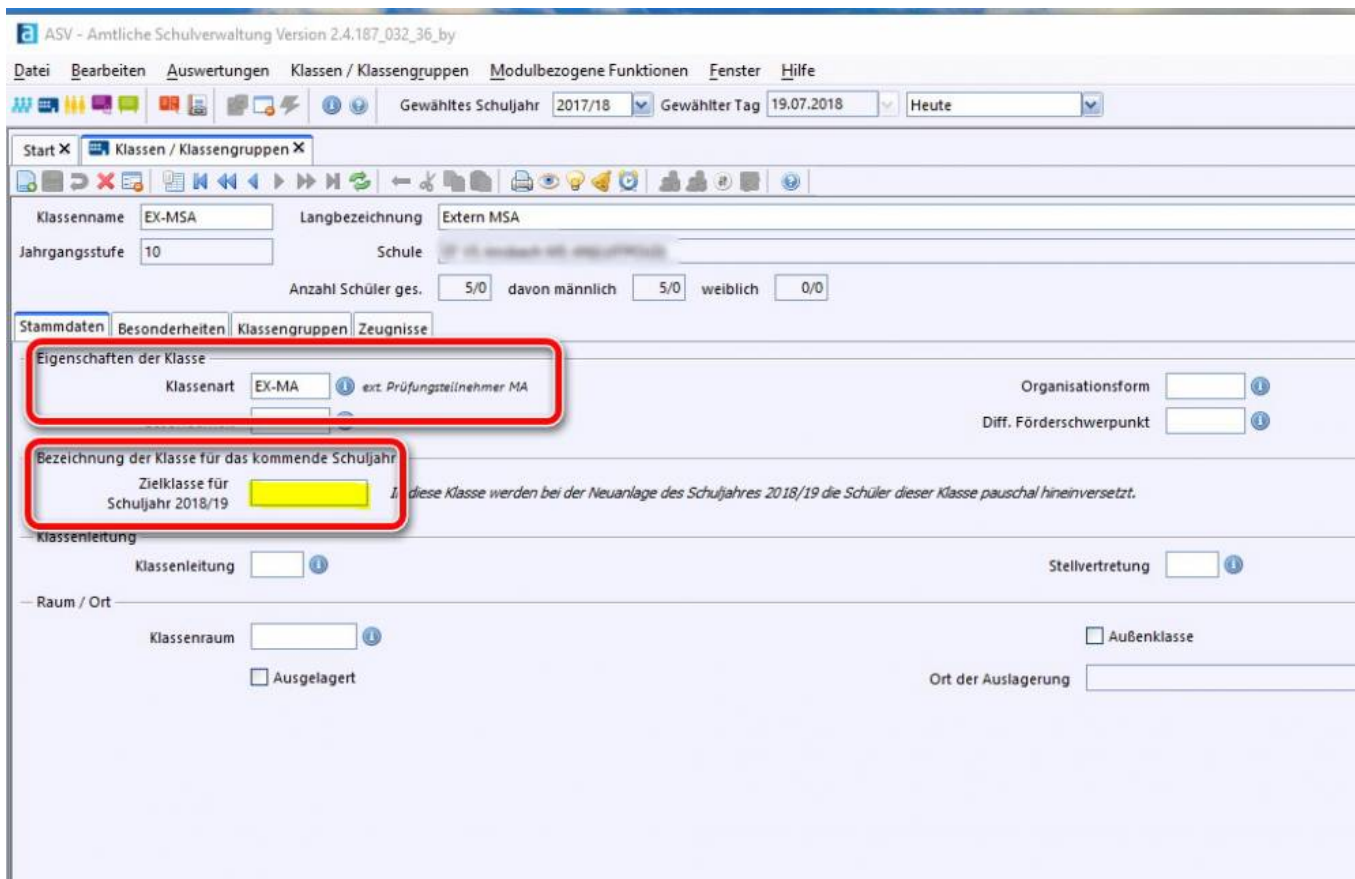 ASV - Amtliche Schulverwaltung Version 2.4.187_032_36_by
Datei Bearbeiten Auswertungen Klassen / Klassengruppen Modulbezogene Funktionen Fenster Hilfe
Gewähltes Schuljahr 2017/18 Gewählter Tag 19.07.2018 Heute
Start Klassen / Klassengruppen
Klassenname EX-MSA Langbezeichnung Extern MSA
Jahrgangsstufe 10 Schule
Anzahl Schüler ges. 5/0 davon männlich 5/0 weiblich 0/0
Stammdaten Besonderheiten Klassengruppen Zeugnisse
Eigenschaften der Klasse
Klassenart EX-MA ext. Prüfungsteilnehmer MA Organisationsform
Diff. Förderschwerpunkt
Bezeichnung der Klasse für das kommende Schuljahr
Zielklasse für
Schuljahr 2018/19
diese Klasse werden bei der Neuanlage des Schuljahres 2018/19 die Schüler dieser Klasse pauschal hineinversetzt.
Klassenleitung
Klassenleitung Stellvertretung
Raum / Ort
Klassenraum Außenklasse
Ausgelagert Ort der Auslagerung